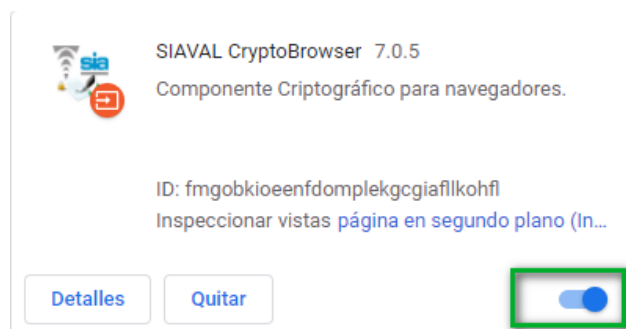 sia
SIAVAL CryptoBrowser 7.0.5
Componente Criptográfico para navegadores.
ID: fmgobkioeenfdomplekgcgiafllkohfl
Inspeccionar vistas página en segundo plano (In...
Detalles
Quitar